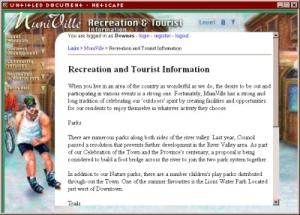 UNTITLED DOCUMENT - NETSCAPE
MuniVille
Recreation & Tourist
Information
Level
You are logged in as Downes - login - register - logout
Links > MuniVille > Recreation and Tourist Information
Recreation and Tourist Information
When you live in an area of the country as wonderful as we do, the desire to be out and
participating in various events is a strong one. Fortunately, MuniVille has a strong and
long tradition of celebrating our 'outdoors' spirit by creating facilities and opportunities
for our residents to enjoy themselves in whatever activity they choose.
Parks
There are numerous parks along both sides of the river valley. Last year, Council
passed a resolution that prevents further development in the River Valley area. As part
of our Celebration of Town and the Province's centenary, a proposal is being
considered to build a foot bridge across the river to join the two park system together.
In addition to our Nature parks, there are a number children's play parks distributed
through-out the Town. One of the summer favourites is the Lions Water Park Located
just west of Downtown.
Trails